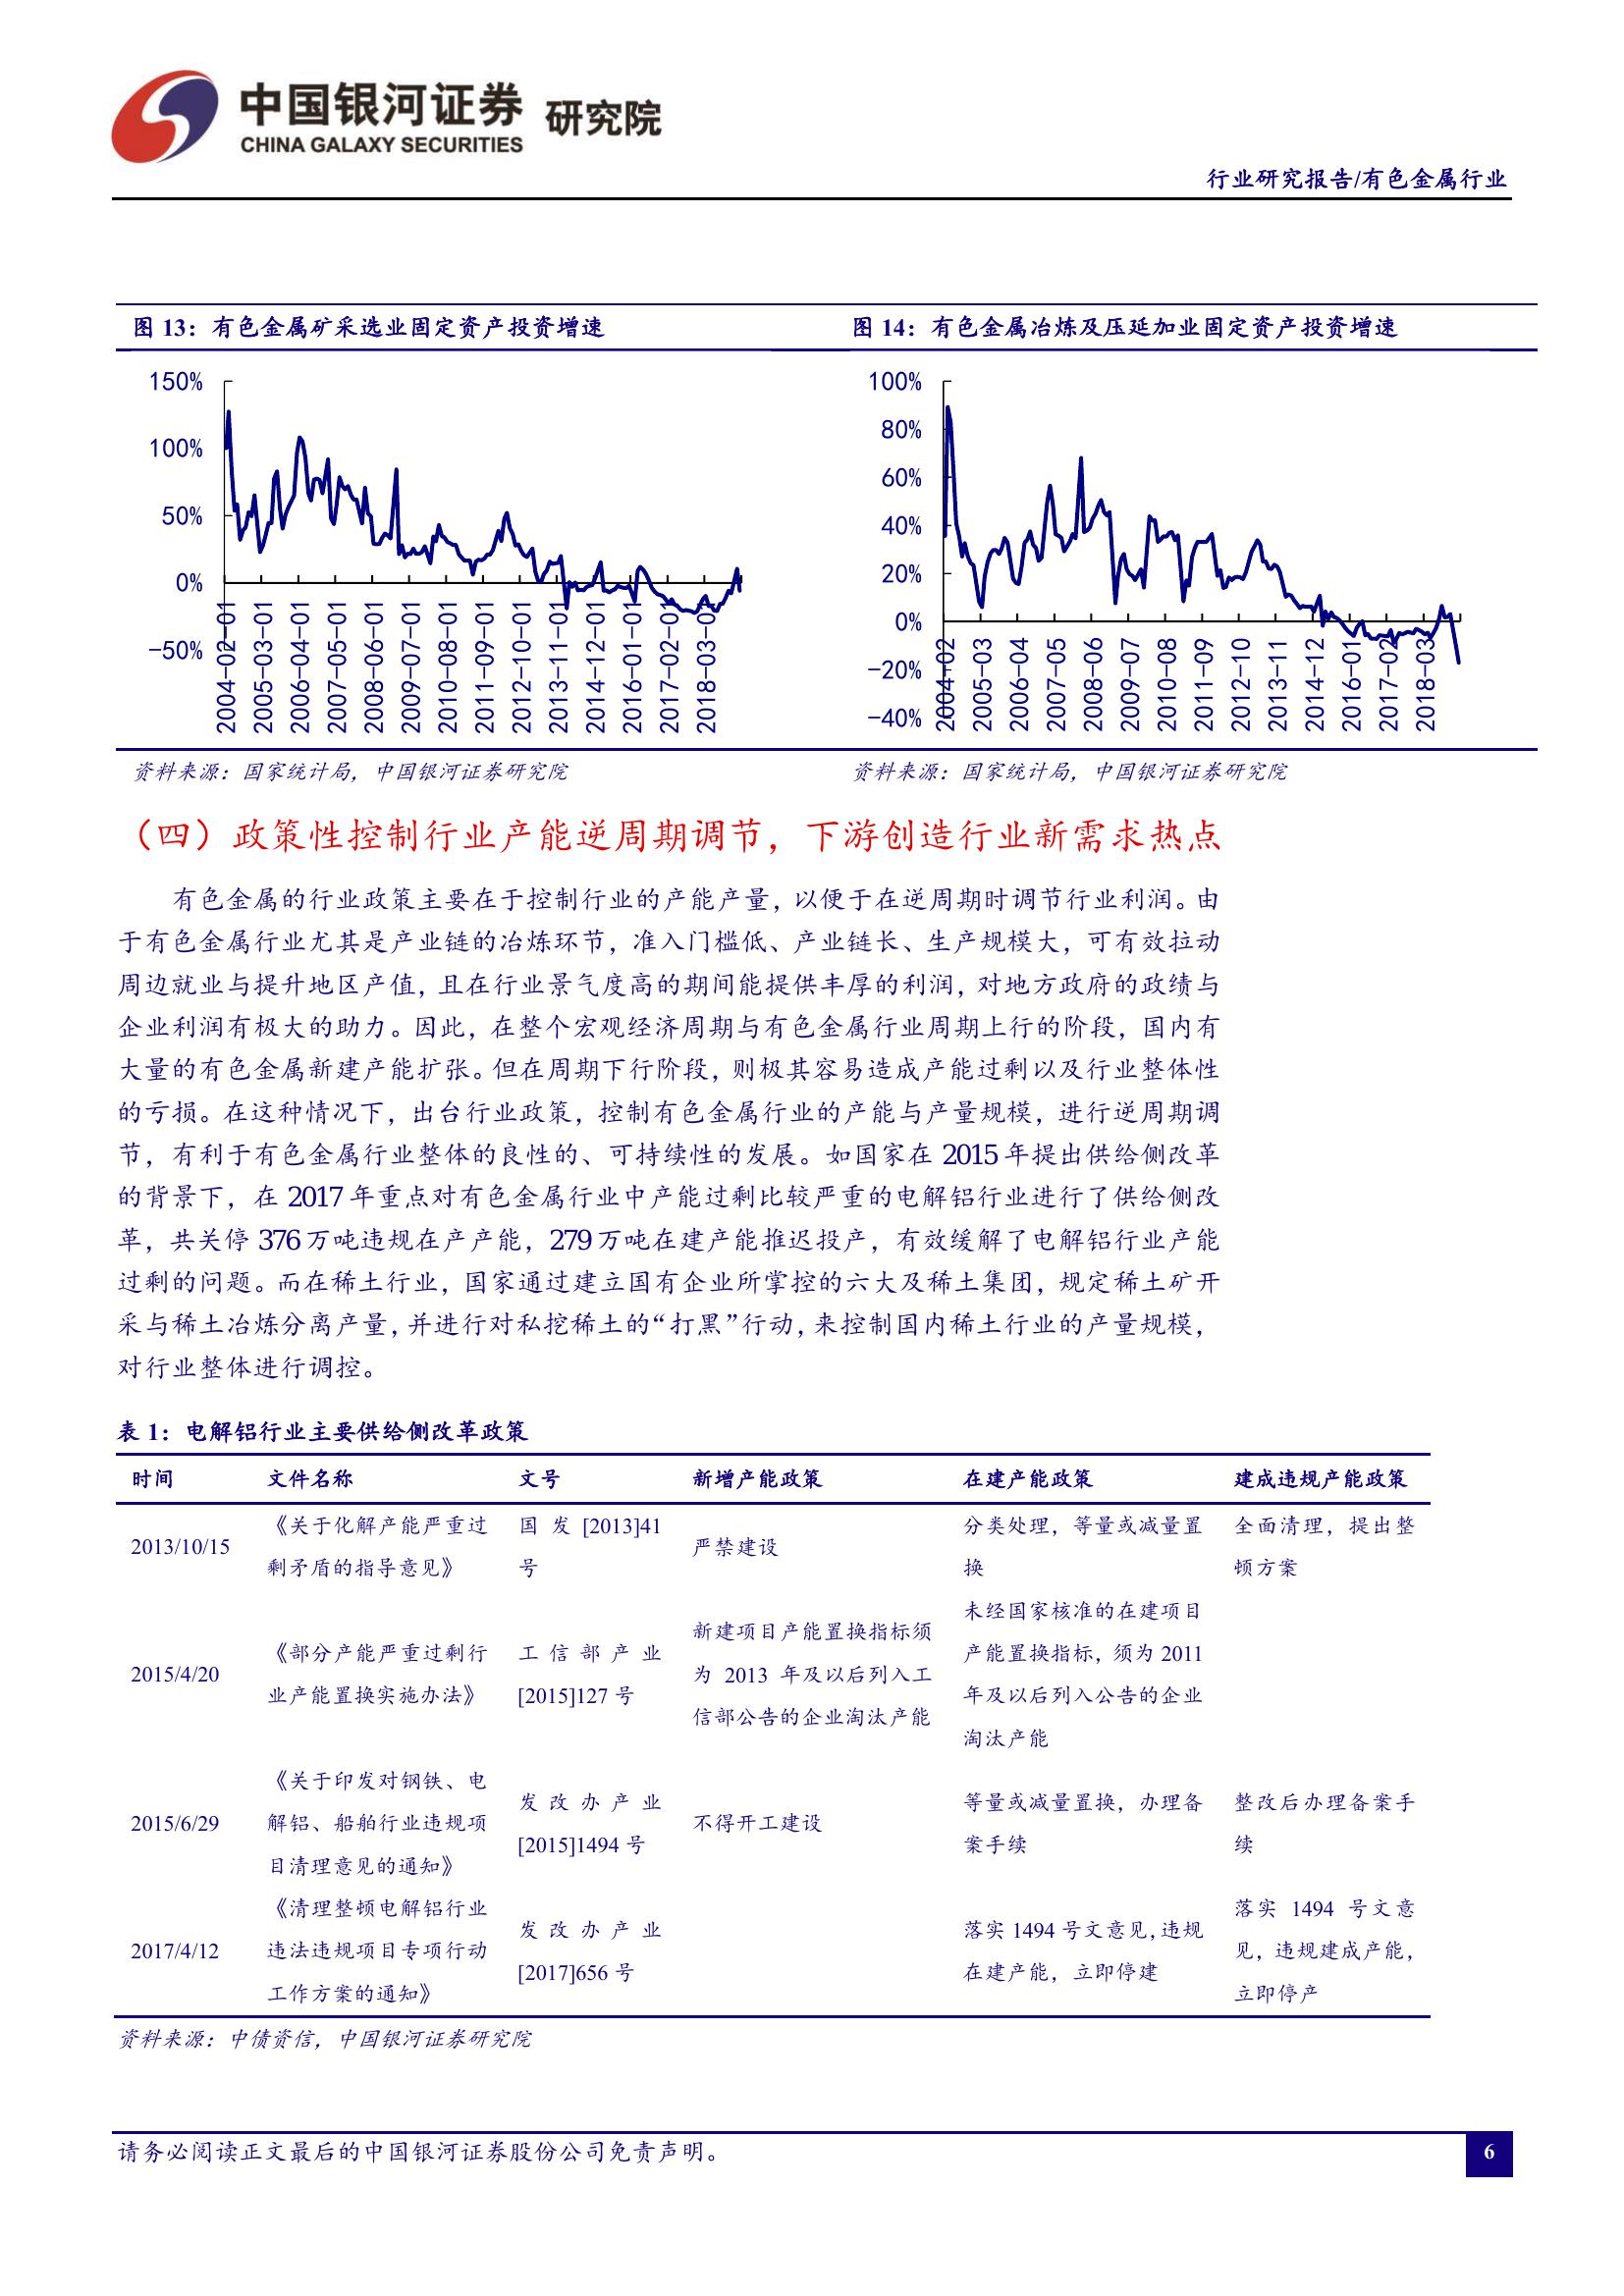 中国银河证券 研究院
CHINA GALAXY SECURITIES
行业研究报告/有色金属行业
图 13：有色金属矿采选业固定资产投资增速
150%
100%
50%
0%
-50%
2004-02-01
2005-03-01
2006-04-01
2007-05-01
2008-06-01
2009-07-01
2010-08-01
2011-09-01
2012-10-01
2013-11-01
2014-12-01
2016-01-01
2017-02-01
2018-03-01
资料来源：国家统计局，中国银河证券研究院
图 14：有色金属冶炼及压延加业固定资产投资增速
100%
80%
60%
40%
20%
0%
-20%
-40%
2004-02
2005-03
2006-04
2007-05
2008-06
2009-07
2010-08
2011-09
2012-10
2013-11
2014-12
2016-01
2017-02
2018-03
资料来源：国家统计局，中国银河证券研究院
（四）政策性控制行业产能逆周期调节，下游创造行业新需求热点
有色金属的行业政策主要在于控制行业的产能产量，以便于在逆周期时调节行业利润。由
于有色金属行业尤其是产业链的冶炼环节，准入门槛低、产业链长、生产规模大，可有效拉动
周边就业与提升地区产值，且在行业景气度高的期间能提供丰厚的利润，对地方政府的政绩与
企业利润有极大的助力。因此，在整个宏观经济周期与有色金属行业周期上行的阶段，国内有
大量的有色金属新建产能扩张。但在周期下行阶段，则极其容易造成产能过剩以及行业整体性
的亏损。在这种情况下，出台行业政策，控制有色金属行业的产能与产量规模，进行逆周期调
节，有利于有色金属行业整体的良性的、可持续性的发展。如国家在 2015 年提出供给侧改革
的背景下，在 2017 年重点对有色金属行业中产能过剩比较严重的电解铝行业进行了供给侧改
革，共关停 376 万吨违规在产产能，279 万吨在建产能推迟投产，有效缓解了电解铝行业产能
过剩的问题。而在稀土行业，国家通过建立国有企业所掌控的六大及稀土集团，规定稀土矿开
采与稀土冶炼分离产量，并进行对私挖稀土的“打黑”行动，来控制国内稀土行业的产量规模，
对行业整体进行调控。
表 1：电解铝行业主要供给侧改革政策
时间 文件名称 文号 新增产能政策 在建产能政策 建成违规产能政策
2013/10/15
《关于化解产能严重过
剩矛盾的指导意见》
国发[2013]41
号
严禁建设
分类处理，等量或减量置
换
全面清理，提出整
顿方案
2015/4/20
《部分产能严重过剩行
业产能置换实施办法》
工信部产业
[2015]127 号
新建项目产能置换指标须
为 2013 年及以后列入工
信部公告的企业淘汰产能
未经国家核准的在建项目
产能置换指标，须为 2011
年及以后列入公告的企业
淘汰产能
2015/6/29
《关于印发对钢铁、电
解铝、船舶行业违规项
目清理意见的通知》
发改办产业
[2015]1494 号
不得开工建设
等量或减量置换，办理备
案手续
整改后办理备案手
续
2017/4/12
《清理整顿电解铝行业
违法违规项目专项行动
工作方案的通知》
发改办产业
[2017]656 号
落实 1494 号文意见，违规
在建产能，立即停建
落实 1494 号文意
见，违规建成产能，
立即停产
资料来源：中债资信，中国银河证券研究院
请务必阅读正文最后的中国银河证券股份公司免责声明。
6